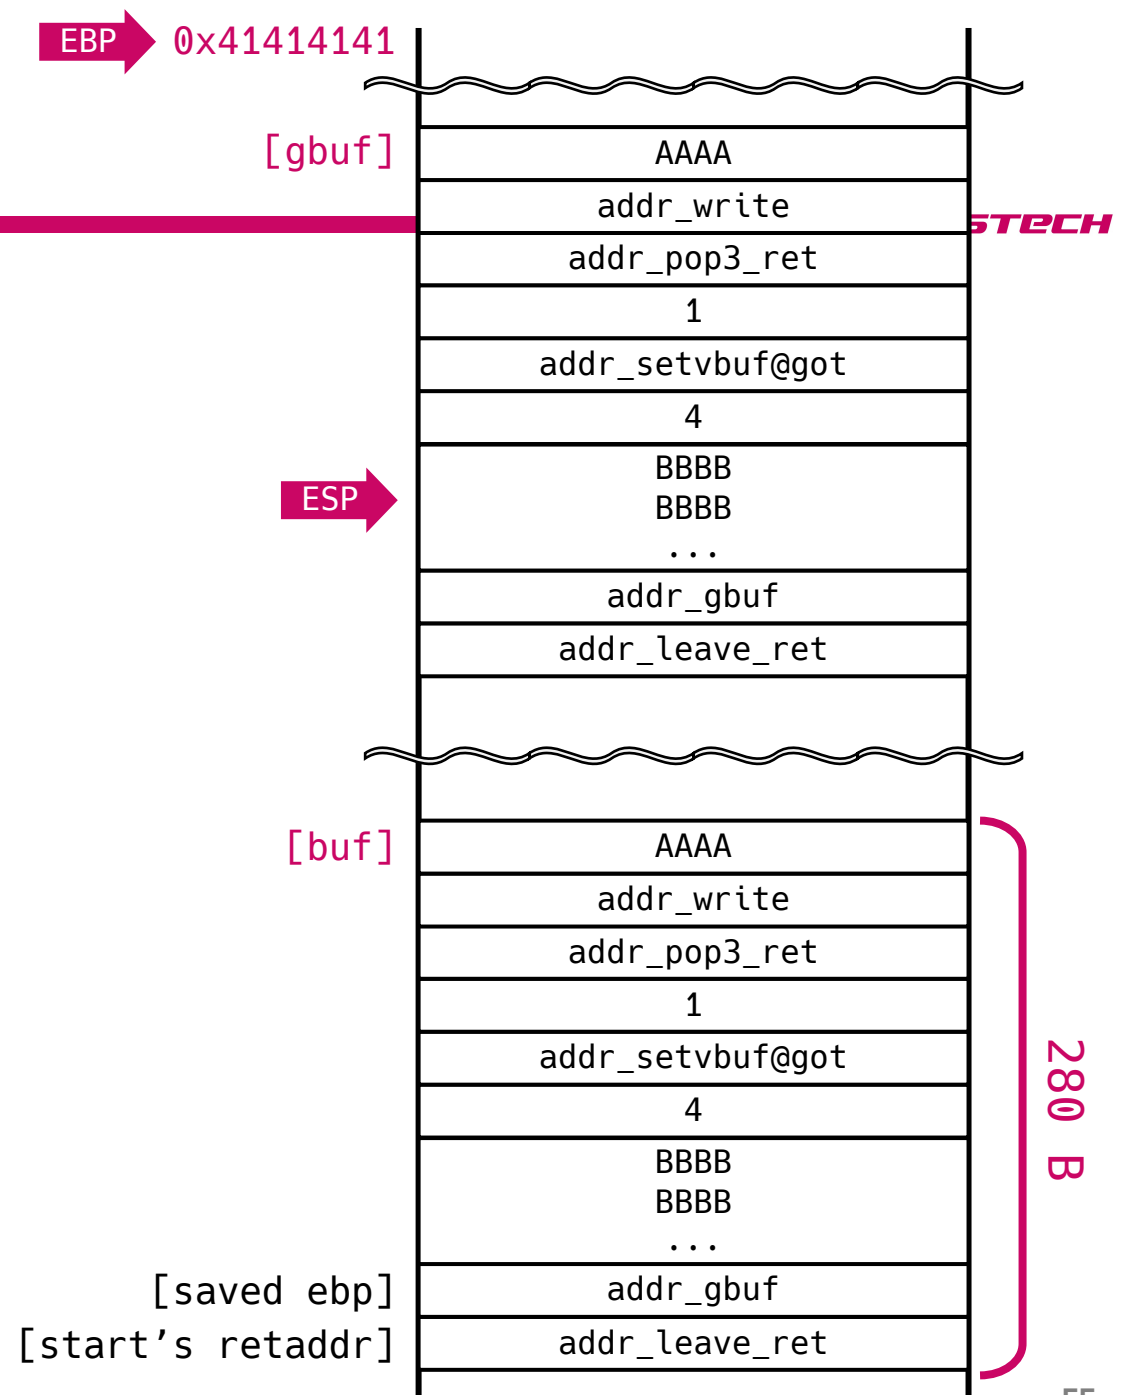 EBP 0x41414141
[gbuf] AAAA
addr_write
addr_pop3_ret
1
addr_setvbuf@got
4
BBBB
ESP BBBB
...
addr_gbuf
addr_leave_ret
[buf] AAAA
addr_write
addr_pop3_ret
1
addr_setvbuf@got
4
280 B
BBBB
BBBB
...
[saved ebp] addr_gbuf
[start's retaddr] addr_leave_ret